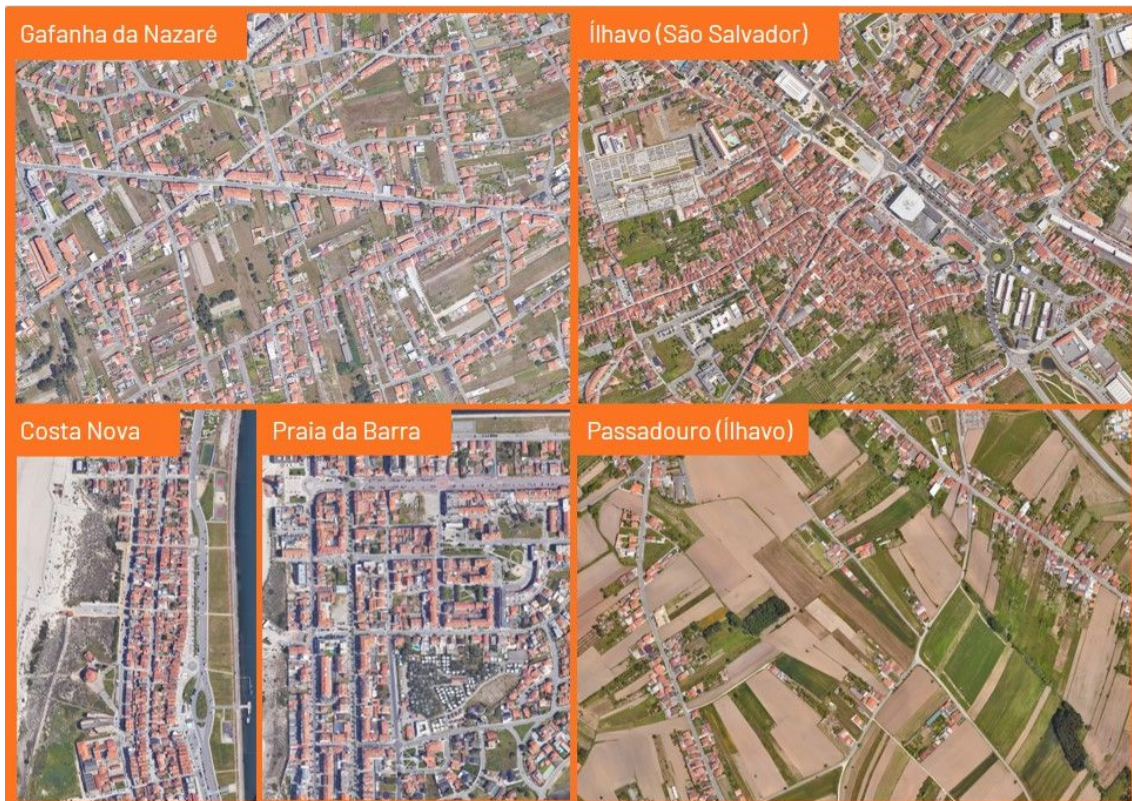 Gafanha da Nazaré
Ílhavo (São Salvador)
Costa Nova
Praia da Barra
Passadouro (Ílhavo)